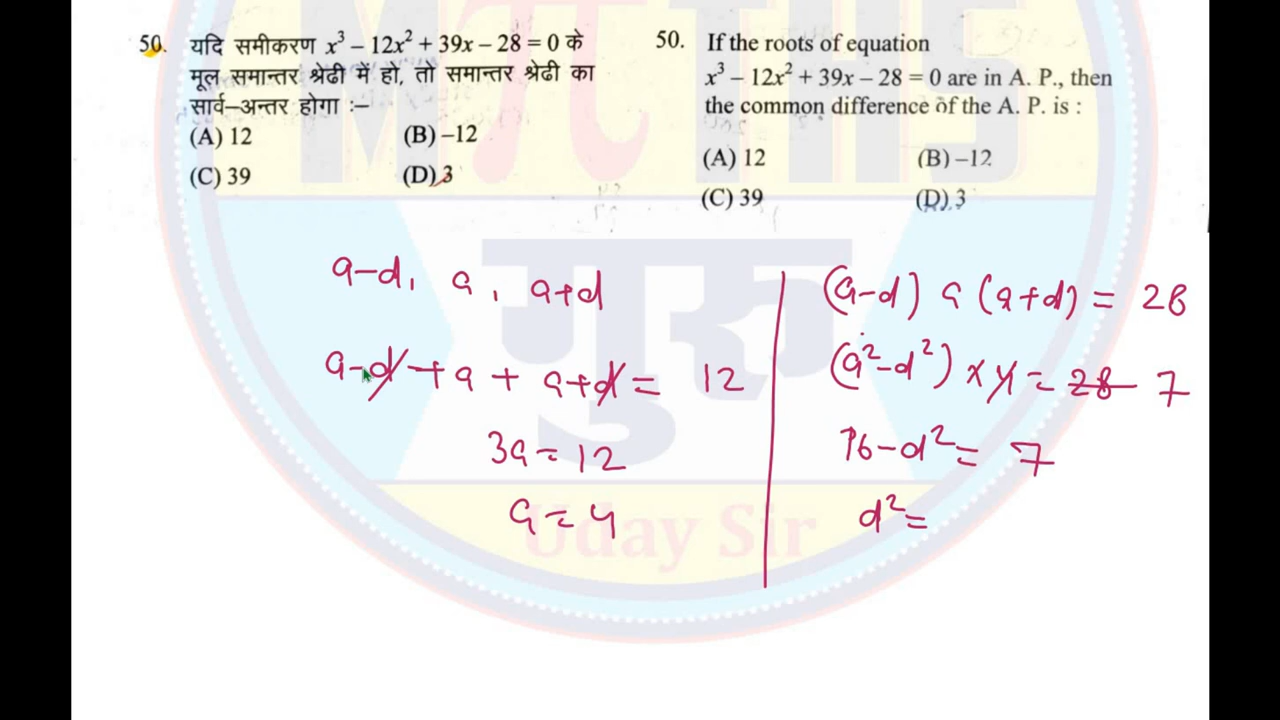 50. यदि समीकरण x³ – 12x² + 39x – 28 = 0 के
मूल समान्तर श्रेढी में हो, तो समान्तर श्रेढी का
सार्व–अन्तर होगा :–
(A) 12 (B) –12
(C) 39 (D) 3
50. If the roots of equation
x³ – 12x² + 39x – 28 = 0 are in A. P., then
the common difference of the A. P. is :
(A) 12 (B) –12
(C) 39 (D) 3
a–d, a, a+d
a–d + a + a+d = 12
3a = 12
a = 4
(a–d) a (a+d) = 28
(a²–d²) × 4 = 28 7
16–d² = 7
d² =
MπTHS
गुरु
Uday Sir